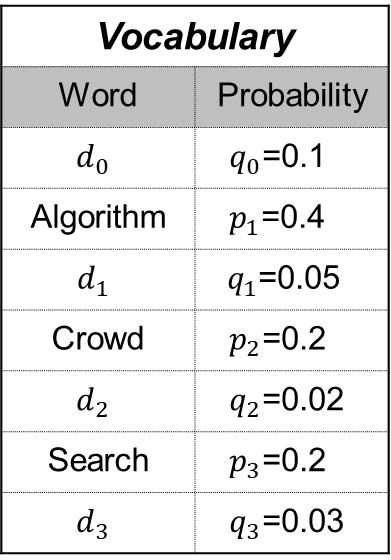 Vocabulary
Word Probability
d₀ q₀=0.1
Algorithm p₁=0.4
d₁ q₁=0.05
Crowd p₂=0.2
d₂ q₂=0.02
Search p₃=0.2
d₃ q₃=0.03